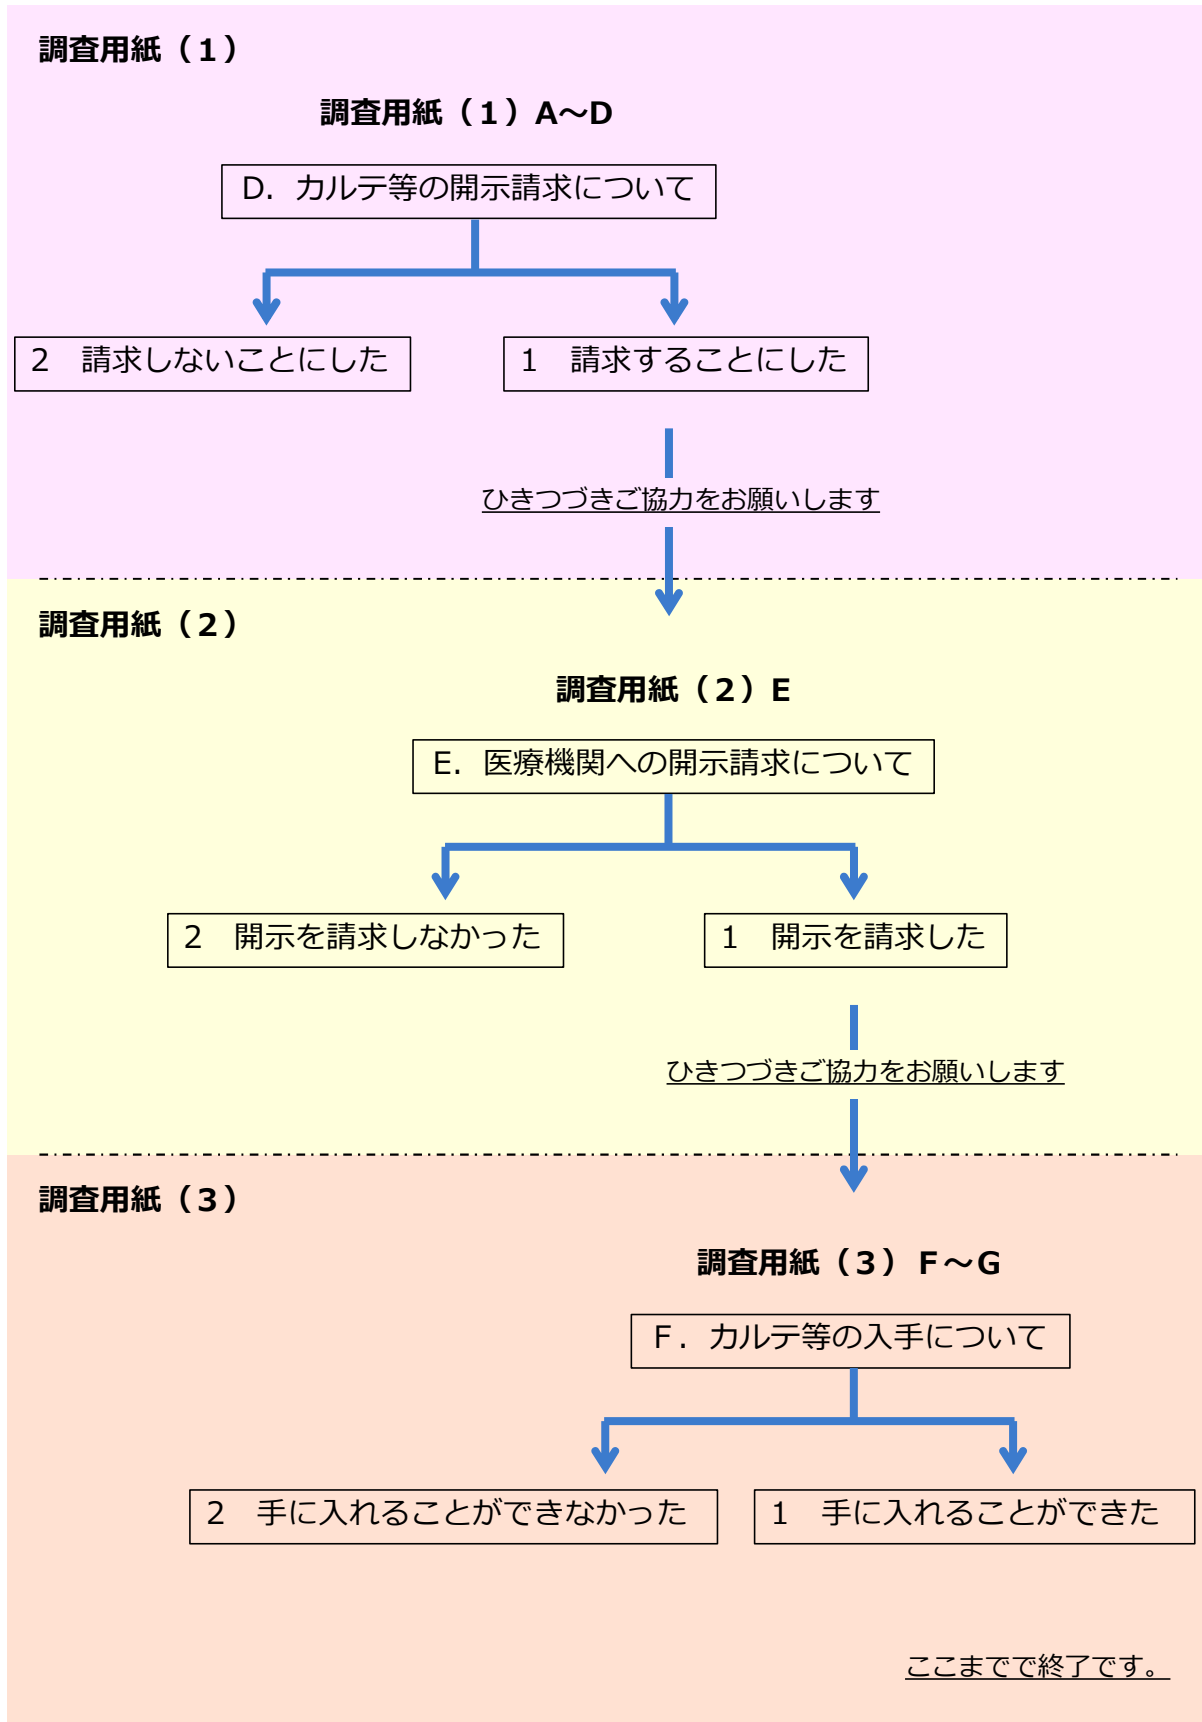 調査用紙（１）
調査用紙（１）A～D
D．カルテ等の開示請求について
2　請求しないことにした
1　請求することにした
ひきつづきご協力をお願いします
調査用紙（２）
調査用紙（２）E
E．医療機関への開示請求について
2　開示を請求しなかった
1　開示を請求した
ひきつづきご協力をお願いします
調査用紙（３）
調査用紙（３）Ｆ～Ｇ
Ｆ．カルテ等の入手について
2　手に入れることができなかった
1　手に入れることができた
ここまでで終了です。